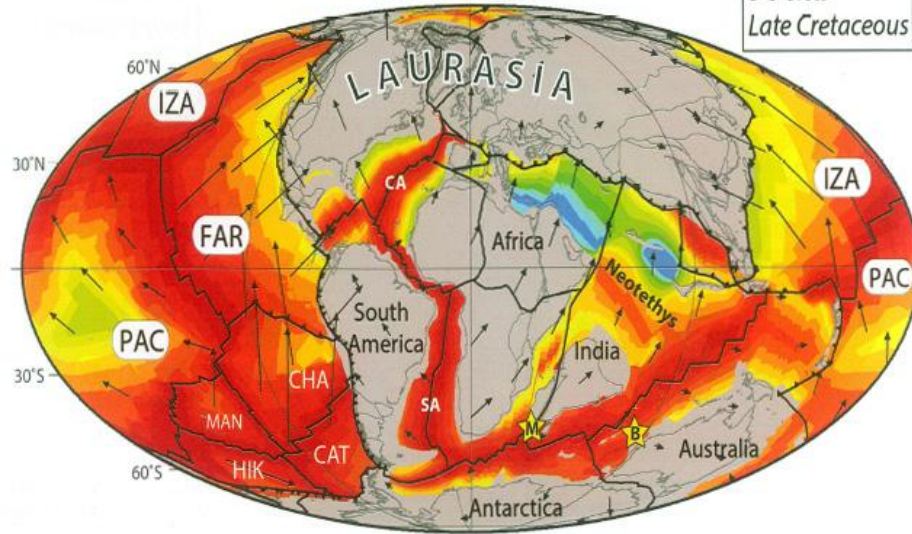 Late Cretaceous
60°N
LAURASiA
IZA
30°N
CA
IZA
FAR
Africa
Neotethys
PAC
South
America
PAC
India
30°S
CHA
MAN
SA
M
B
Australia
CAT
HIK
60°S
Antarctica